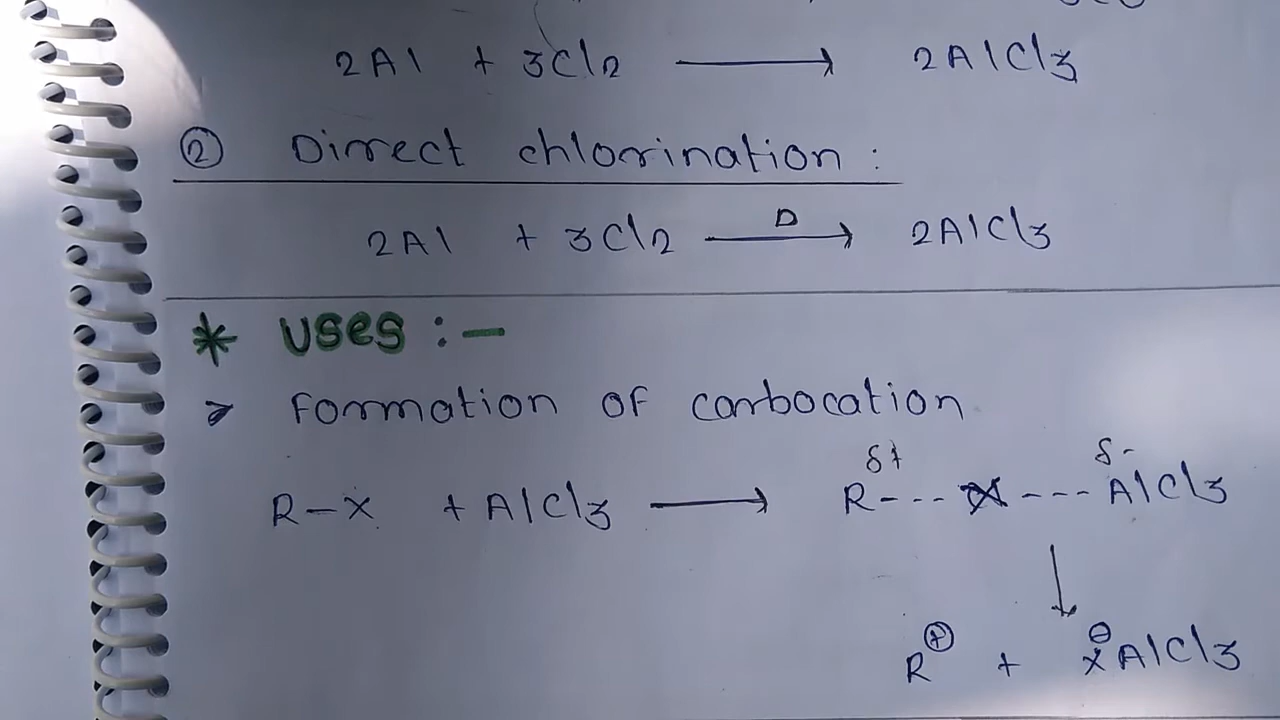 2Al + 3Cl2 ⟶ 2AlCl3
② Direct chlorination :
2Al + 3Cl2 ⟶ 2AlCl3
D
* Uses :-
➢ Formation of carbocation
δ+ δ-
R-X + AlCl3 ⟶ R---X---AlCl3
↓
R⊕ + X⊖AlCl3